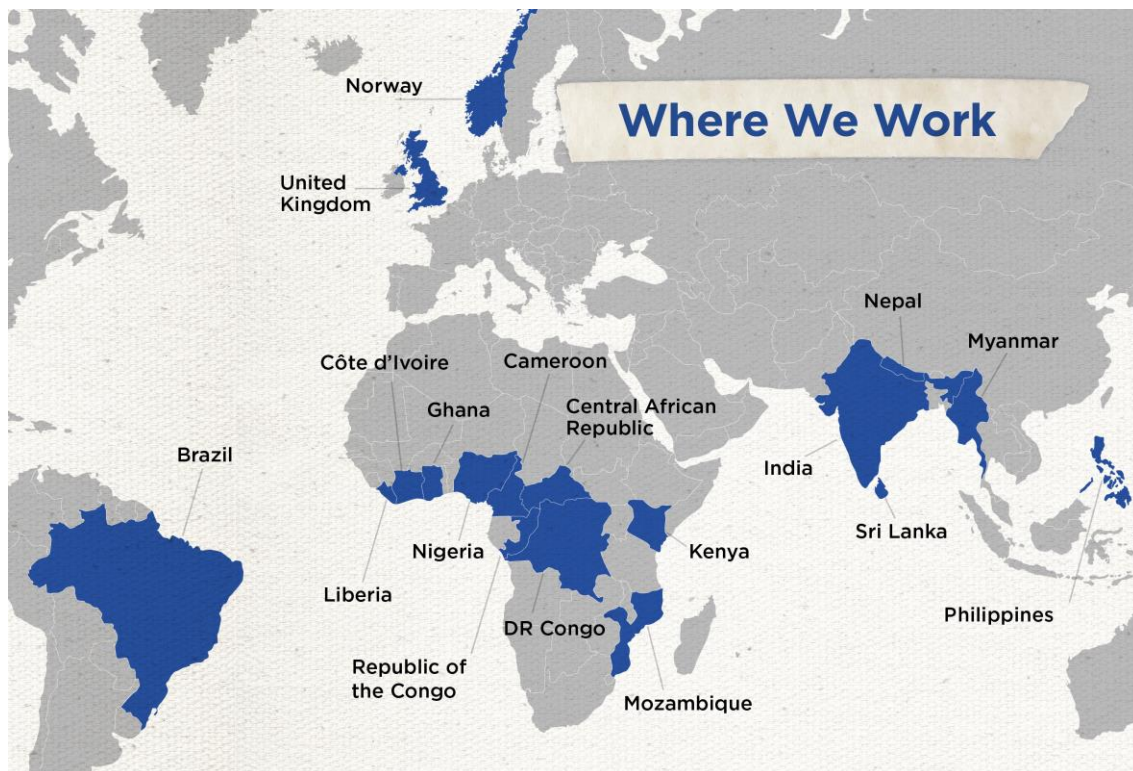 Where We Work
Norway
United
Kingdom
Nepal
Myanmar
Côte d'Ivoire
Cameroon
Ghana
Central African
Republic
Brazil
India
Sri Lanka
Nigeria
Kenya
Liberia
Philippines
DR Congo
Republic of
the Congo
Mozambique